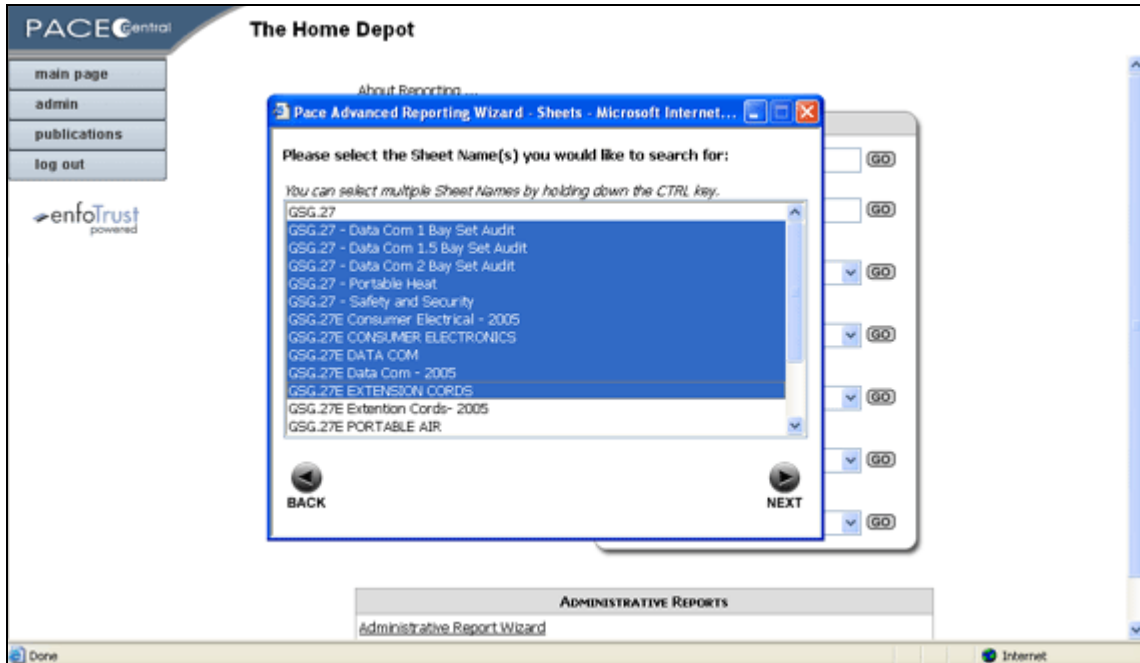 PACE Central
The Home Depot
main page
admin
publications
log out
enfoTrust
powered
About Reporting ...
Pace Advanced Reporting Wizard - Sheets - Microsoft Internet...
Please select the Sheet Name(s) you would like to search for:
You can select multiple Sheet Names by holding down the CTRL key.
GSG.27
GSG.27 - Data Com 1 Bay Set Audit
GSG.27 - Data Com 1.5 Bay Set Audit
GSG.27 - Data Com 2 Bay Set Audit
GSG.27 - Portable Heat
GSG.27 - Safety and Security
GSG.27E Consumer Electrical - 2005
GSG.27E CONSUMER ELECTRONICS
GSG.27E DATA COM
GSG.27E Data Com - 2005
GSG.27E EXTENSION CORDS
GSG.27E Extention Cords- 2005
GSG.27E PORTABLE AIR
BACK
NEXT
GO
GO
GO
GO
GO
GO
GO
ADMINISTRATIVE REPORTS
Administrative Report Wizard
Done
Internet